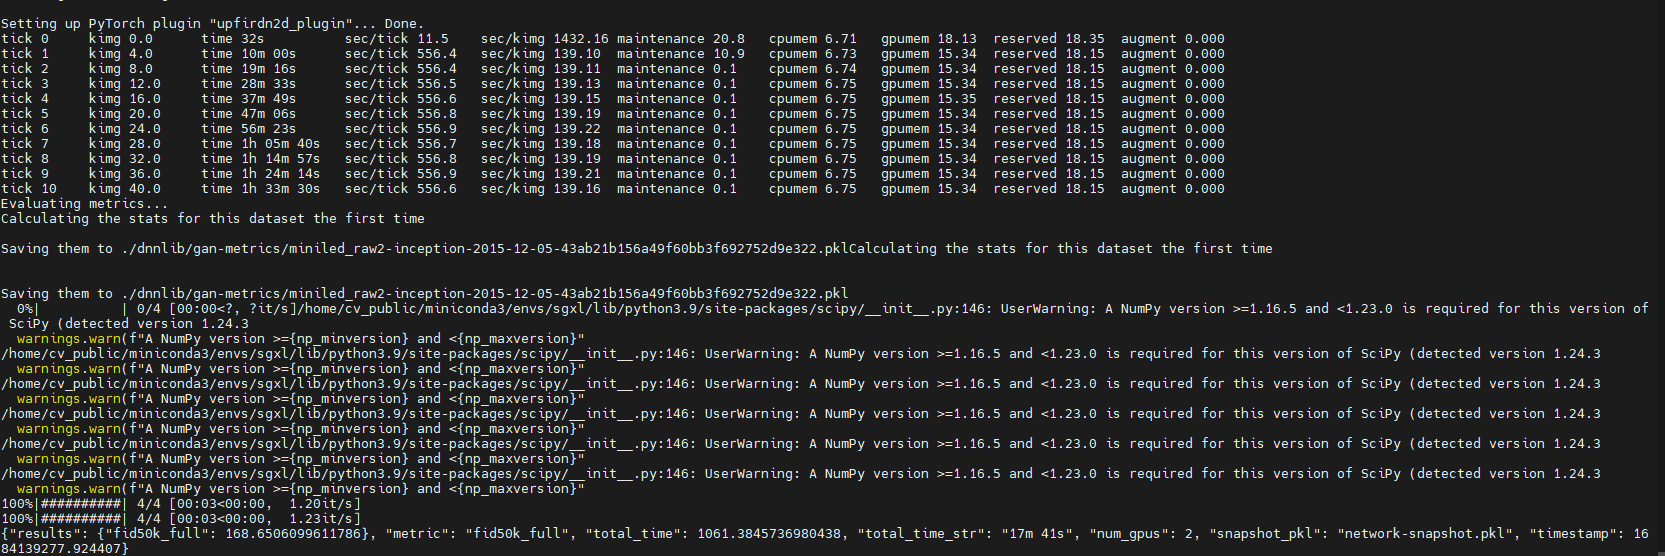 Setting up PyTorch plugin "upfirdn2d_plugin"... Done.
tick 0     kimg 0.0      time 32s          sec/tick 11.5    sec/kimg 1432.16 maintenance 20.8   cpumem 6.71   gpumem 18.13  reserved 18.35  augment 0.000
tick 1     kimg 4.0      time 10m 00s      sec/tick 556.4   sec/kimg 139.10  maintenance 10.9   cpumem 6.73   gpumem 15.34  reserved 18.15  augment 0.000
tick 2     kimg 8.0      time 19m 16s      sec/tick 556.4   sec/kimg 139.11  maintenance 0.1    cpumem 6.74   gpumem 15.34  reserved 18.15  augment 0.000
tick 3     kimg 12.0     time 28m 33s      sec/tick 556.5   sec/kimg 139.13  maintenance 0.1    cpumem 6.75   gpumem 15.34  reserved 18.15  augment 0.000
tick 4     kimg 16.0     time 37m 49s      sec/tick 556.6   sec/kimg 139.15  maintenance 0.1    cpumem 6.75   gpumem 15.35  reserved 18.15  augment 0.000
tick 5     kimg 20.0     time 47m 06s      sec/tick 556.8   sec/kimg 139.19  maintenance 0.1    cpumem 6.75   gpumem 15.34  reserved 18.15  augment 0.000
tick 6     kimg 24.0     time 56m 23s      sec/tick 556.9   sec/kimg 139.22  maintenance 0.1    cpumem 6.75   gpumem 15.34  reserved 18.15  augment 0.000
tick 7     kimg 28.0     time 1h 05m 40s   sec/tick 556.7   sec/kimg 139.18  maintenance 0.1    cpumem 6.75   gpumem 15.34  reserved 18.15  augment 0.000
tick 8     kimg 32.0     time 1h 14m 57s   sec/tick 556.8   sec/kimg 139.19  maintenance 0.1    cpumem 6.75   gpumem 15.34  reserved 18.15  augment 0.000
tick 9     kimg 36.0     time 1h 24m 14s   sec/tick 556.9   sec/kimg 139.21  maintenance 0.1    cpumem 6.75   gpumem 15.34  reserved 18.15  augment 0.000
tick 10    kimg 40.0     time 1h 33m 30s   sec/tick 556.6   sec/kimg 139.16  maintenance 0.1    cpumem 6.75   gpumem 15.34  reserved 18.15  augment 0.000
Evaluating metrics...
Calculating the stats for this dataset the first time
Saving them to ./dnnlib/gan-metrics/miniled_raw2-inception-2015-12-05-43ab21b156a49f60bb3f692752d9e322.pklCalculating the stats for this dataset the first time
Saving them to ./dnnlib/gan-metrics/miniled_raw2-inception-2015-12-05-43ab21b156a49f60bb3f692752d9e322.pkl
  0%|          | 0/4 [00:00<?, ?it/s]/home/cv_public/miniconda3/envs/sgxl/lib/python3.9/site-packages/scipy/__init__.py:146: UserWarning: A NumPy version >=1.16.5 and <1.23.0 is required for this version of
 SciPy (detected version 1.24.3
  warnings.warn(f"A NumPy version >={np_minversion} and <{np_maxversion}"
/home/cv_public/miniconda3/envs/sgxl/lib/python3.9/site-packages/scipy/__init__.py:146: UserWarning: A NumPy version >=1.16.5 and <1.23.0 is required for this version of SciPy (detected version 1.24.3
  warnings.warn(f"A NumPy version >={np_minversion} and <{np_maxversion}"
/home/cv_public/miniconda3/envs/sgxl/lib/python3.9/site-packages/scipy/__init__.py:146: UserWarning: A NumPy version >=1.16.5 and <1.23.0 is required for this version of SciPy (detected version 1.24.3
  warnings.warn(f"A NumPy version >={np_minversion} and <{np_maxversion}"
/home/cv_public/miniconda3/envs/sgxl/lib/python3.9/site-packages/scipy/__init__.py:146: UserWarning: A NumPy version >=1.16.5 and <1.23.0 is required for this version of SciPy (detected version 1.24.3
  warnings.warn(f"A NumPy version >={np_minversion} and <{np_maxversion}"
/home/cv_public/miniconda3/envs/sgxl/lib/python3.9/site-packages/scipy/__init__.py:146: UserWarning: A NumPy version >=1.16.5 and <1.23.0 is required for this version of SciPy (detected version 1.24.3
  warnings.warn(f"A NumPy version >={np_minversion} and <{np_maxversion}"
/home/cv_public/miniconda3/envs/sgxl/lib/python3.9/site-packages/scipy/__init__.py:146: UserWarning: A NumPy version >=1.16.5 and <1.23.0 is required for this version of SciPy (detected version 1.24.3
  warnings.warn(f"A NumPy version >={np_minversion} and <{np_maxversion}"
100%|##########| 4/4 [00:03<00:00,  1.20it/s]
100%|##########| 4/4 [00:03<00:00,  1.23it/s]
{"results": {"fid50k_full": 168.6506099611786}, "metric": "fid50k_full", "total_time": 1061.3845736980438, "total_time_str": "17m 41s", "num_gpus": 2, "snapshot_pkl": "network-snapshot.pkl", "timestamp": 16
84139277.924407}